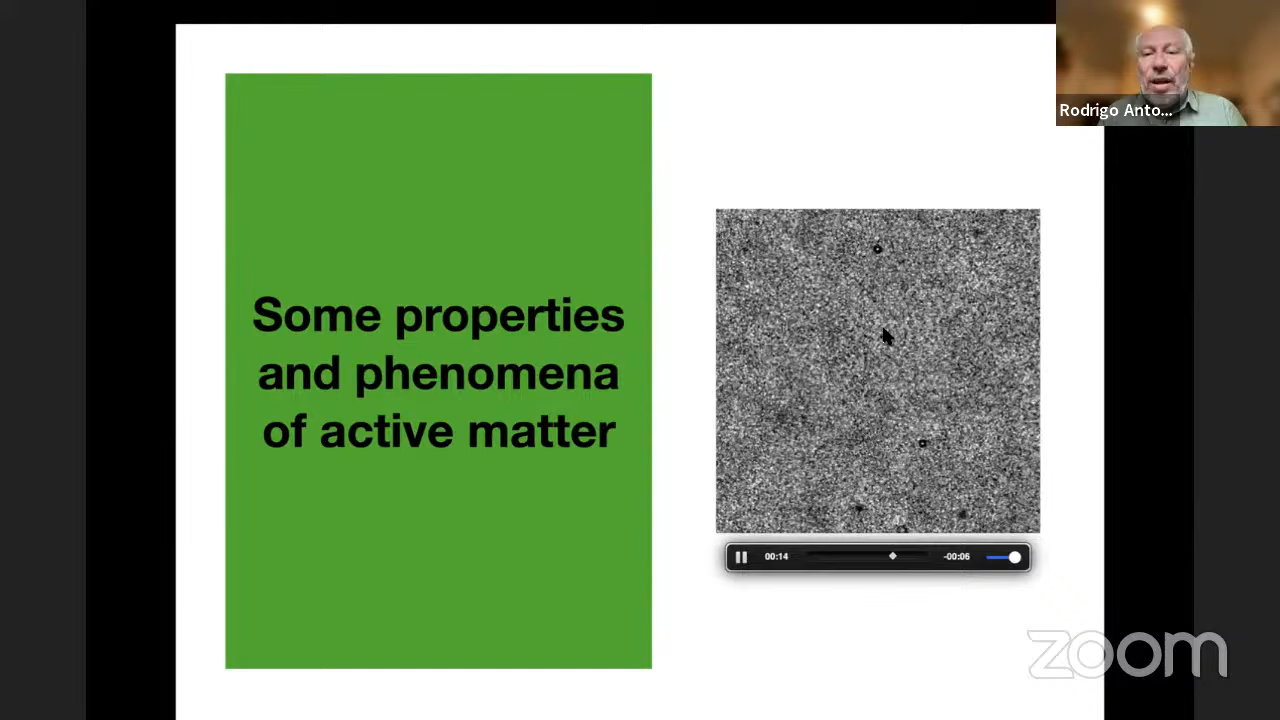 Rodrigo Anto...
Some properties
and phenomena
of active matter
00:14
-00:06
zoom